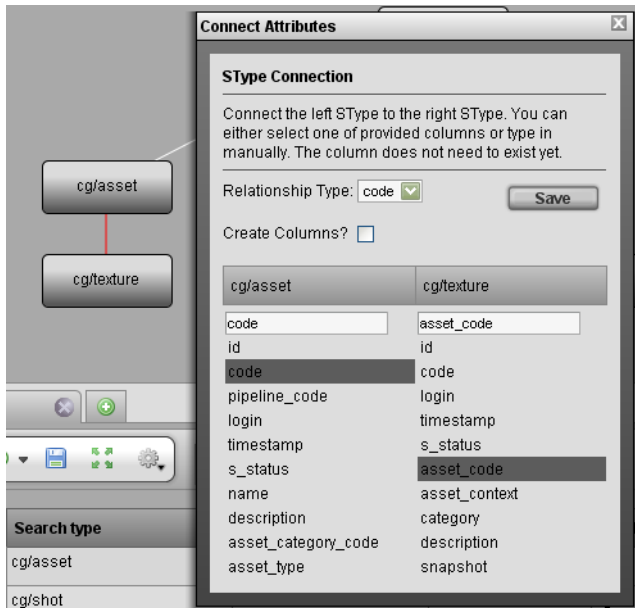 Connect Attributes
SType Connection
Connect the left SType to the right SType. You can
either select one of provided columns or type in
manually. The column does not need to exist yet.
Relationship Type: code
Save
Create Columns?
cg/asset cg/texture
code asset_code
id id
code code
pipeline_code login
login timestamp
timestamp s_status
s_status asset_code
name asset_context
description category
asset_category_code description
asset_type snapshot
cg/asset
cg/texture
Search type
cg/asset
cg/shot